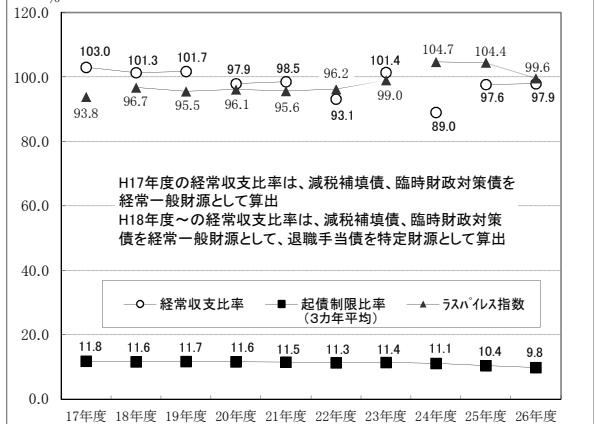 %
120.0
100.0
80.0
60.0
40.0
20.0
0.0
103.0 101.3 101.7 97.9 98.5 96.2 101.4 104.7 104.4 99.6
93.8 96.7 95.5 96.1 95.6 93.1 99.0 89.0 97.6 97.9
H17年度の経常収支比率は、減税補填債、臨時財政対策債を
経常一般財源として算出
H18年度～の経常収支比率は、減税補填債、臨時財政対策
債を経常一般財源として、退職手当債を特定財源として算出
経常収支比率 起債制限比率 ラスパイレス指数
(3カ年平均)
11.8 11.6 11.7 11.6 11.5 11.3 11.4 11.1 10.4 9.8
17年度 18年度 19年度 20年度 21年度 22年度 23年度 24年度 25年度 26年度